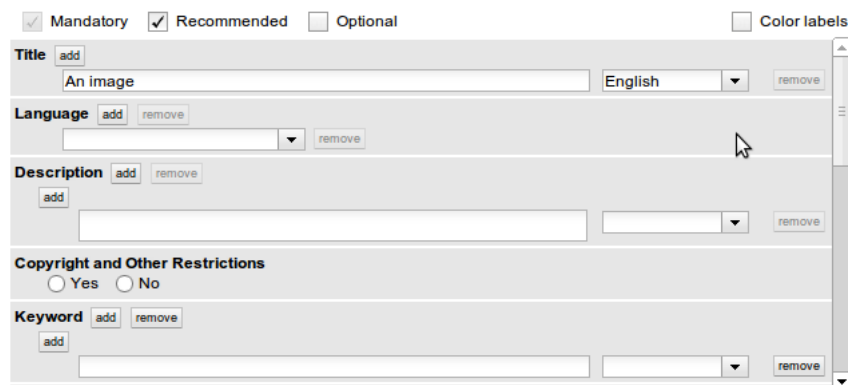 Mandatory Recommended Optional Color labels
Title add
An image English remove
Language add remove
remove
Description add remove
add
remove
Copyright and Other Restrictions
Yes No
Keyword add remove
add
remove